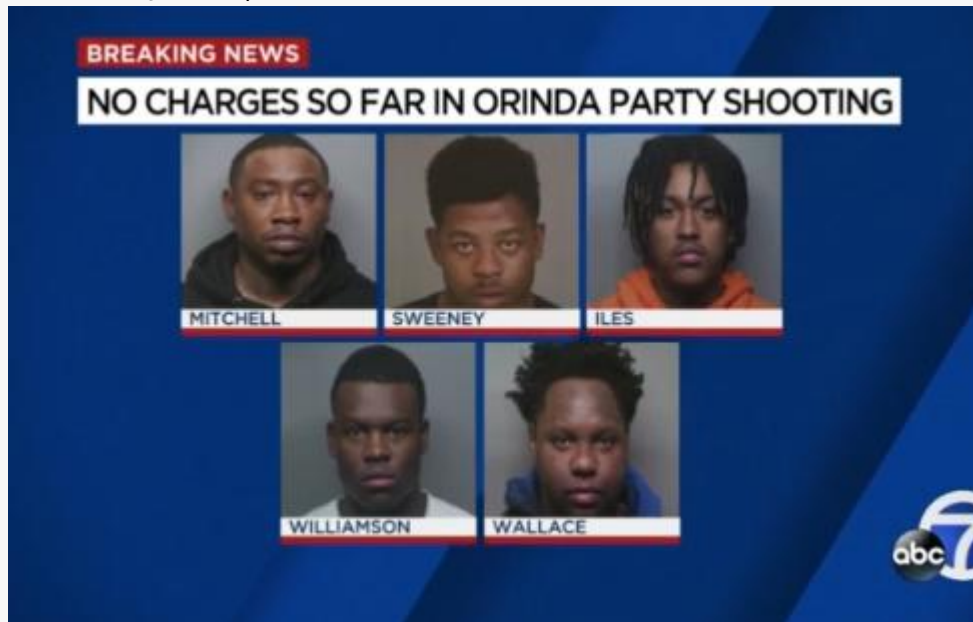 BREAKING NEWS
NO CHARGES SO FAR IN ORINDA PARTY SHOOTING
MITCHELL
SWEENEY
ILES
WILLIAMSON
WALLACE
abc 7